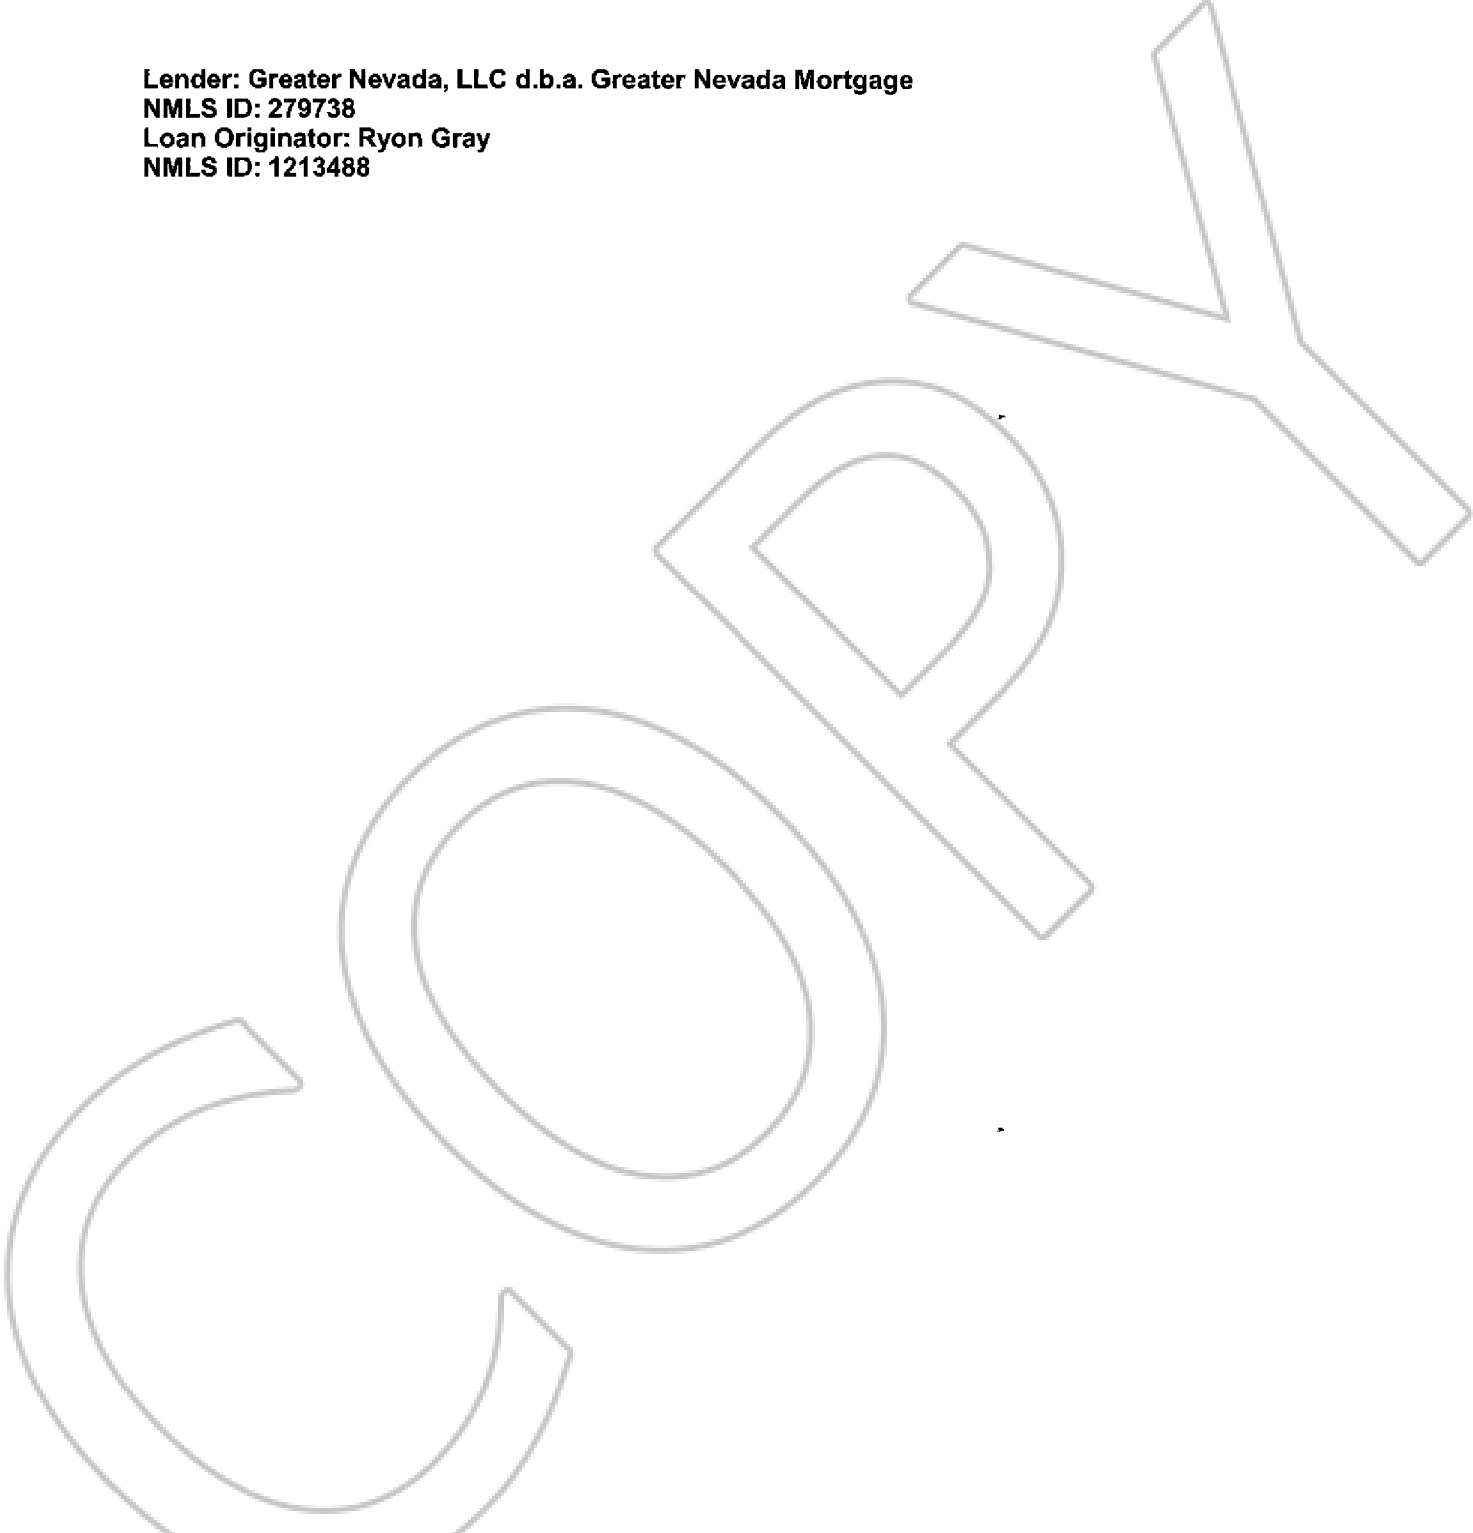 Lender: Greater Nevada, LLC d.b.a. Greater Nevada Mortgage
NMLS ID: 279738
Loan Originator: Ryon Gray
NMLS ID: 1213488
COPY